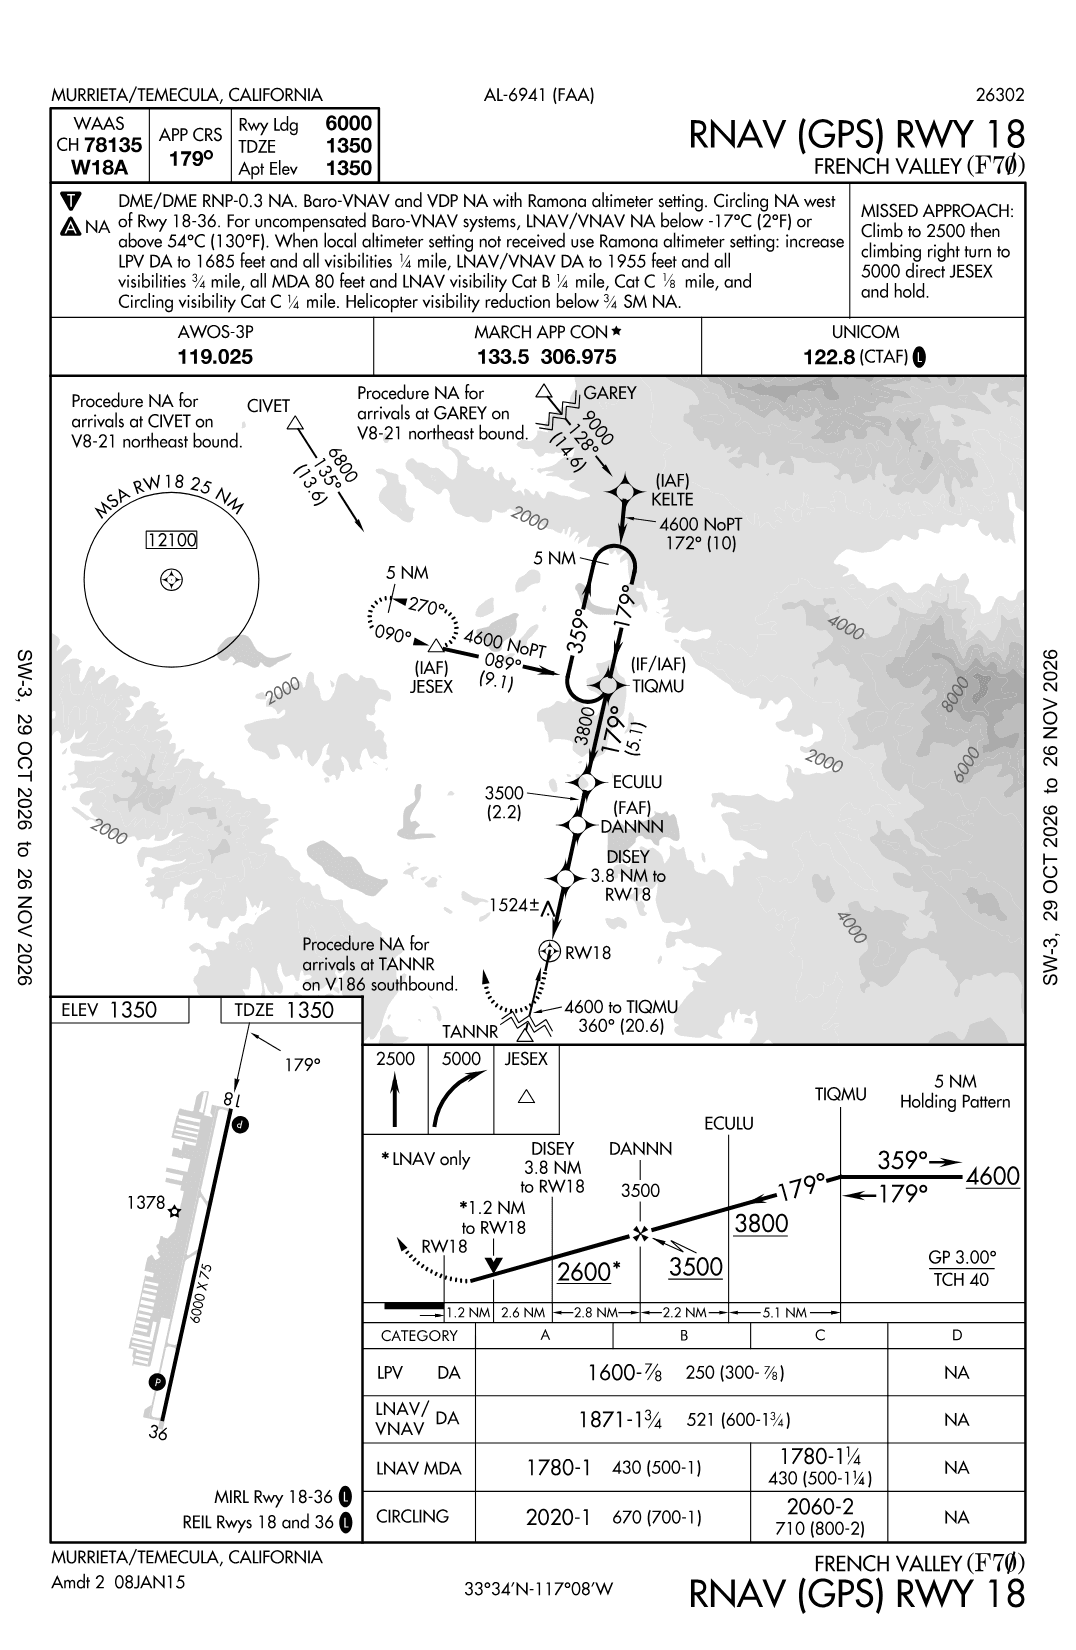 MURRIETA/TEMECULA, CALIFORNIA
AL-6941 (FAA)
26302
WAAS
CH 78135
W18A
APP CRS
179°
Rwy Ldg 6000
TDZE 1350
Apt Elev 1350
RNAV (GPS) RWY 18
FRENCH VALLEY (F70)
T
A NA
DME/DME RNP-0.3 NA. Baro-VNAV and VDP NA with Ramona altimeter setting. Circling NA west
of Rwy 18-36. For uncompensated Baro-VNAV systems, LNAV/VNAV NA below -17°C (2°F) or
above 54°C (130°F). When local altimeter setting not received use Ramona altimeter setting: increase
LPV DA to 1685 feet and all visibilities ¼ mile, LNAV/VNAV DA to 1955 feet and all
visibilities ¾ mile, all MDA 80 feet and LNAV visibility Cat B ¼ mile, Cat C ⅛ mile, and
Circling visibility Cat C ¼ mile. Helicopter visibility reduction below ¾ SM NA.
MISSED APPROACH:
Climb to 2500 then
climbing right turn to
5000 direct JESEX
and hold.
AWOS-3P
119.025
MARCH APP CON ★
133.5 306.975
UNICOM
122.8 (CTAF) L
Procedure NA for
arrivals at CIVET on
V8-21 northeast bound.
CIVET
6800
135°
(13.6)
Procedure NA for
arrivals at GAREY on
V8-21 northeast bound.
GAREY
9000
128°
(14.6)
MSA RW18 25 NM
12100
(IAF)
KELTE
4600 NoPT
172° (10)
2000
5 NM
359°
179°
5 NM
270°
090°
(IAF)
JESEX
4600 NoPT
089°
(9.1)
(IF/IAF)
TIQMU
4000
8000
6000
2000
2000
2000
4000
3800
179°
(5.1)
ECULU
3500
(2.2)
(FAF)
DANNN
DISEY
3.8 NM to
RW18
1524±
RW18
Procedure NA for
arrivals at TANNR
on V186 southbound.
4600 to TIQMU
360° (20.6)
TANNR
SW-3, 29 OCT 2026 to 26 NOV 2026
SW-3, 29 OCT 2026 to 26 NOV 2026
ELEV 1350
TDZE 1350
179°
18
P
1378
6000 X 75
P
36
MIRL Rwy 18-36 L
REIL Rwys 18 and 36 L
2500
5000
JESEX
*LNAV only
TIQMU
5 NM
Holding Pattern
ECULU
DANNN
DISEY
3.8 NM
to RW18
3500
359°
179°
4600
179°
*1.2 NM
to RW18
RW18
3800
3500
2600*
GP 3.00°
TCH 40
1.2 NM
2.6 NM
2.8 NM
2.2 NM
5.1 NM
CATEGORY A B C D
LPV DA 1600-⅞ 250 (300-⅞) NA
LNAV/
VNAV DA 1871-1¾ 521 (600-1¾) NA
LNAV MDA 1780-1 430 (500-1) 1780-1¼
430 (500-1¼) NA
CIRCLING 2020-1 670 (700-1) 2060-2
710 (800-2) NA
MURRIETA/TEMECULA, CALIFORNIA
Amdt 2 08JAN15
33°34'N-117°08'W
FRENCH VALLEY (F70)
RNAV (GPS) RWY 18